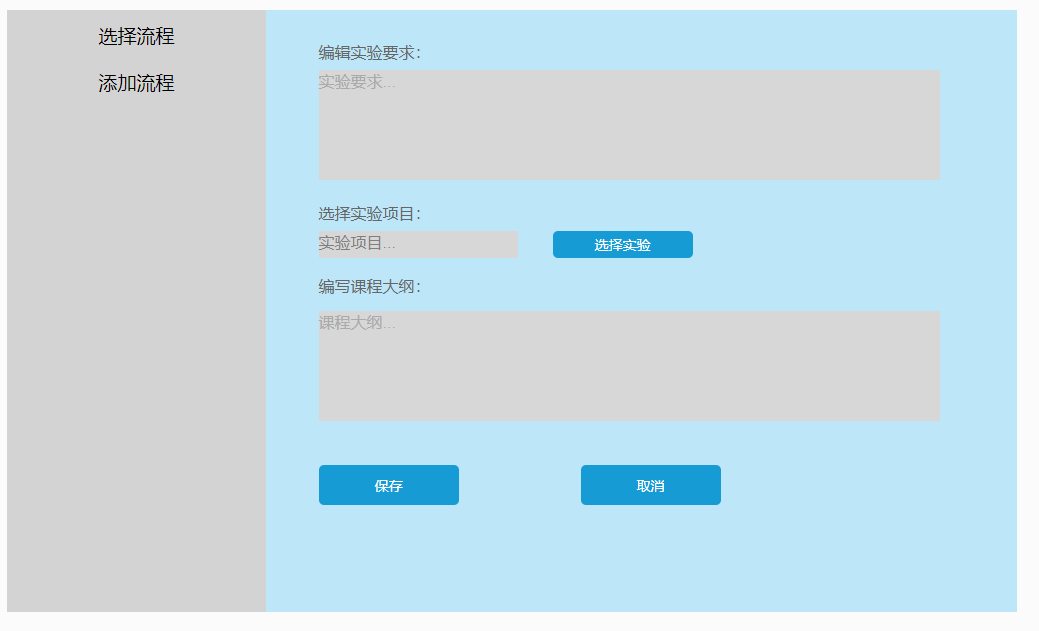 选择流程
添加流程
编辑实验要求：
实验要求...
选择实验项目：
实验项目...
选择实验
编写课程大纲：
课程大纲...
保存
取消